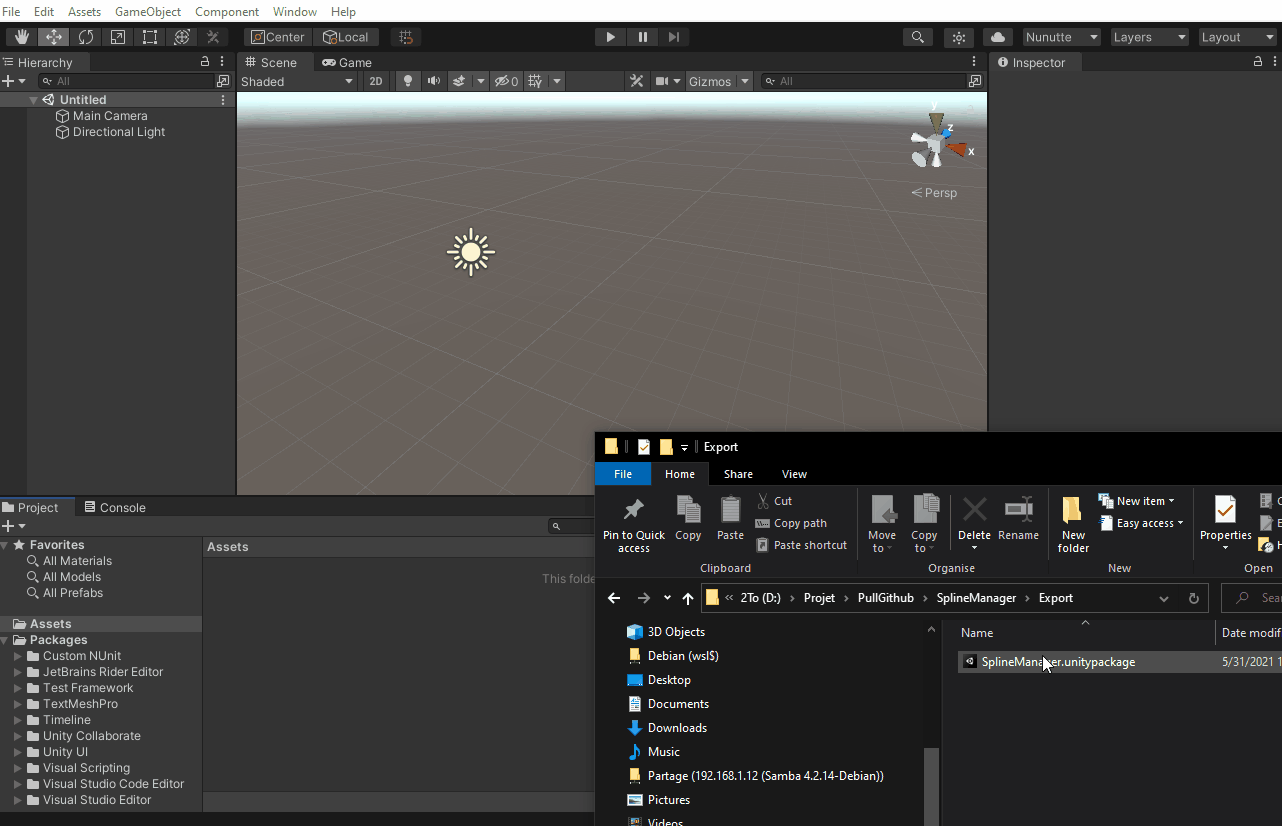 File Edit Assets GameObject Component Window Help
Center Local Nunutte Layers Layout
Hierarchy
All
Untitled
Main Camera
Directional Light
Scene Game
Shaded 2D 0 Gizmos All
y
z
x
Persp
Inspector
Project Console
Favorites
All Materials
All Models
All Prefabs
Assets
Packages
Custom NUnit
JetBrains Rider Editor
Test Framework
TextMeshPro
Timeline
Unity Collaborate
Unity UI
Visual Scripting
Visual Studio Code Editor
Visual Studio Editor
Assets
This folde
Export
File Home Share View
Pin to Quick access
Copy
Paste
Cut
Copy path
Paste shortcut
Clipboard
Move to
Copy to
Delete
Rename
Organise
New folder
New item
Easy access
New
Properties
Open
« 2To (D:) › Projet › PullGithub › SplineManager › Export
Sea
3D Objects
Debian (wsl$)
Desktop
Documents
Downloads
Music
Partage (192.168.1.12 (Samba 4.2.14-Debian))
Pictures
Videos
Name Date modif
SplineManager.unitypackage 5/31/2021 1